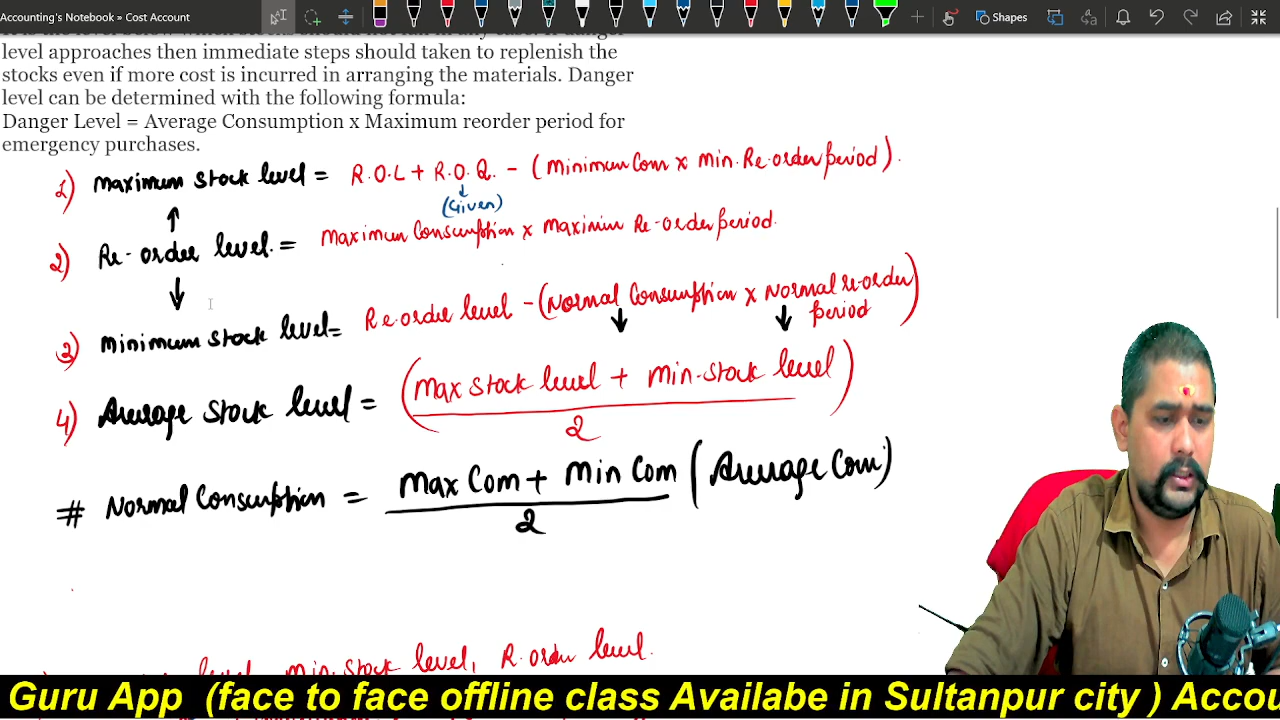 Accounting's Notebook » Cost Account
Shapes
level approaches then immediate steps should taken to replenish the
stocks even if more cost is incurred in arranging the materials. Danger
level can be determined with the following formula:
Danger Level = Average Consumption x Maximum reorder period for
emergency purchases.
1) Maximum Stock level = R.O.L + R.O.Q. - (Minimum Com x Min. Re-order period).
(Given)
2) Re-order level. = Maximum Consumption x Maximum Re-order period.
3) Minimum Stock level = Re-order level - (Normal Consumption x Normal re-order period)
4) Average Stock level = (Max Stock level + Min-Stock level)
2
# Normal Consumption = Max Com + Min Com (Average Com)
2
level, Min. Stock level, R. order level.
Guru App (face to face offline class Availabe in Sultanpur city ) Accou